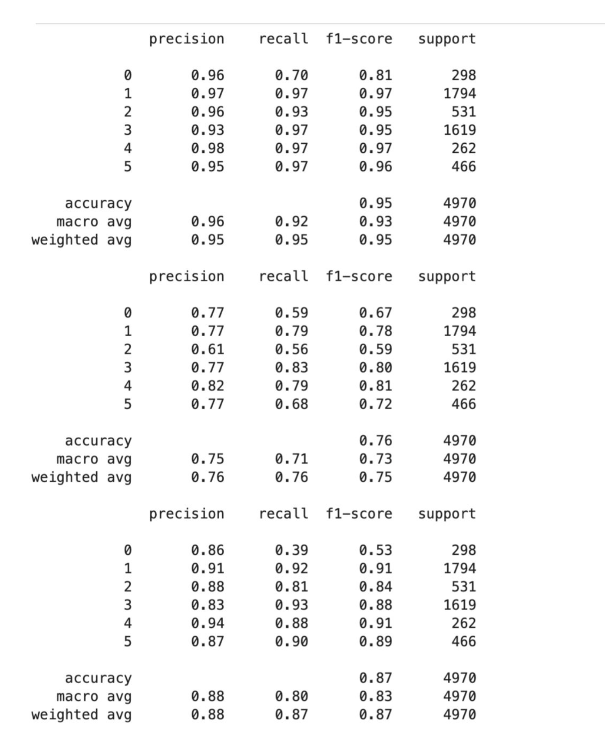 precision recall f1-score support
0 0.96 0.70 0.81 298
1 0.97 0.97 0.97 1794
2 0.96 0.93 0.95 531
3 0.93 0.97 0.95 1619
4 0.98 0.97 0.97 262
5 0.95 0.97 0.96 466
accuracy 0.95 4970
macro avg 0.96 0.92 0.93 4970
weighted avg 0.95 0.95 0.95 4970
precision recall f1-score support
0 0.77 0.59 0.67 298
1 0.77 0.79 0.78 1794
2 0.61 0.56 0.59 531
3 0.77 0.83 0.80 1619
4 0.82 0.79 0.81 262
5 0.77 0.68 0.72 466
accuracy 0.76 4970
macro avg 0.75 0.71 0.73 4970
weighted avg 0.76 0.76 0.75 4970
precision recall f1-score support
0 0.86 0.39 0.53 298
1 0.91 0.92 0.91 1794
2 0.88 0.81 0.84 531
3 0.83 0.93 0.88 1619
4 0.94 0.88 0.91 262
5 0.87 0.90 0.89 466
accuracy 0.87 4970
macro avg 0.88 0.80 0.83 4970
weighted avg 0.88 0.87 0.87 4970